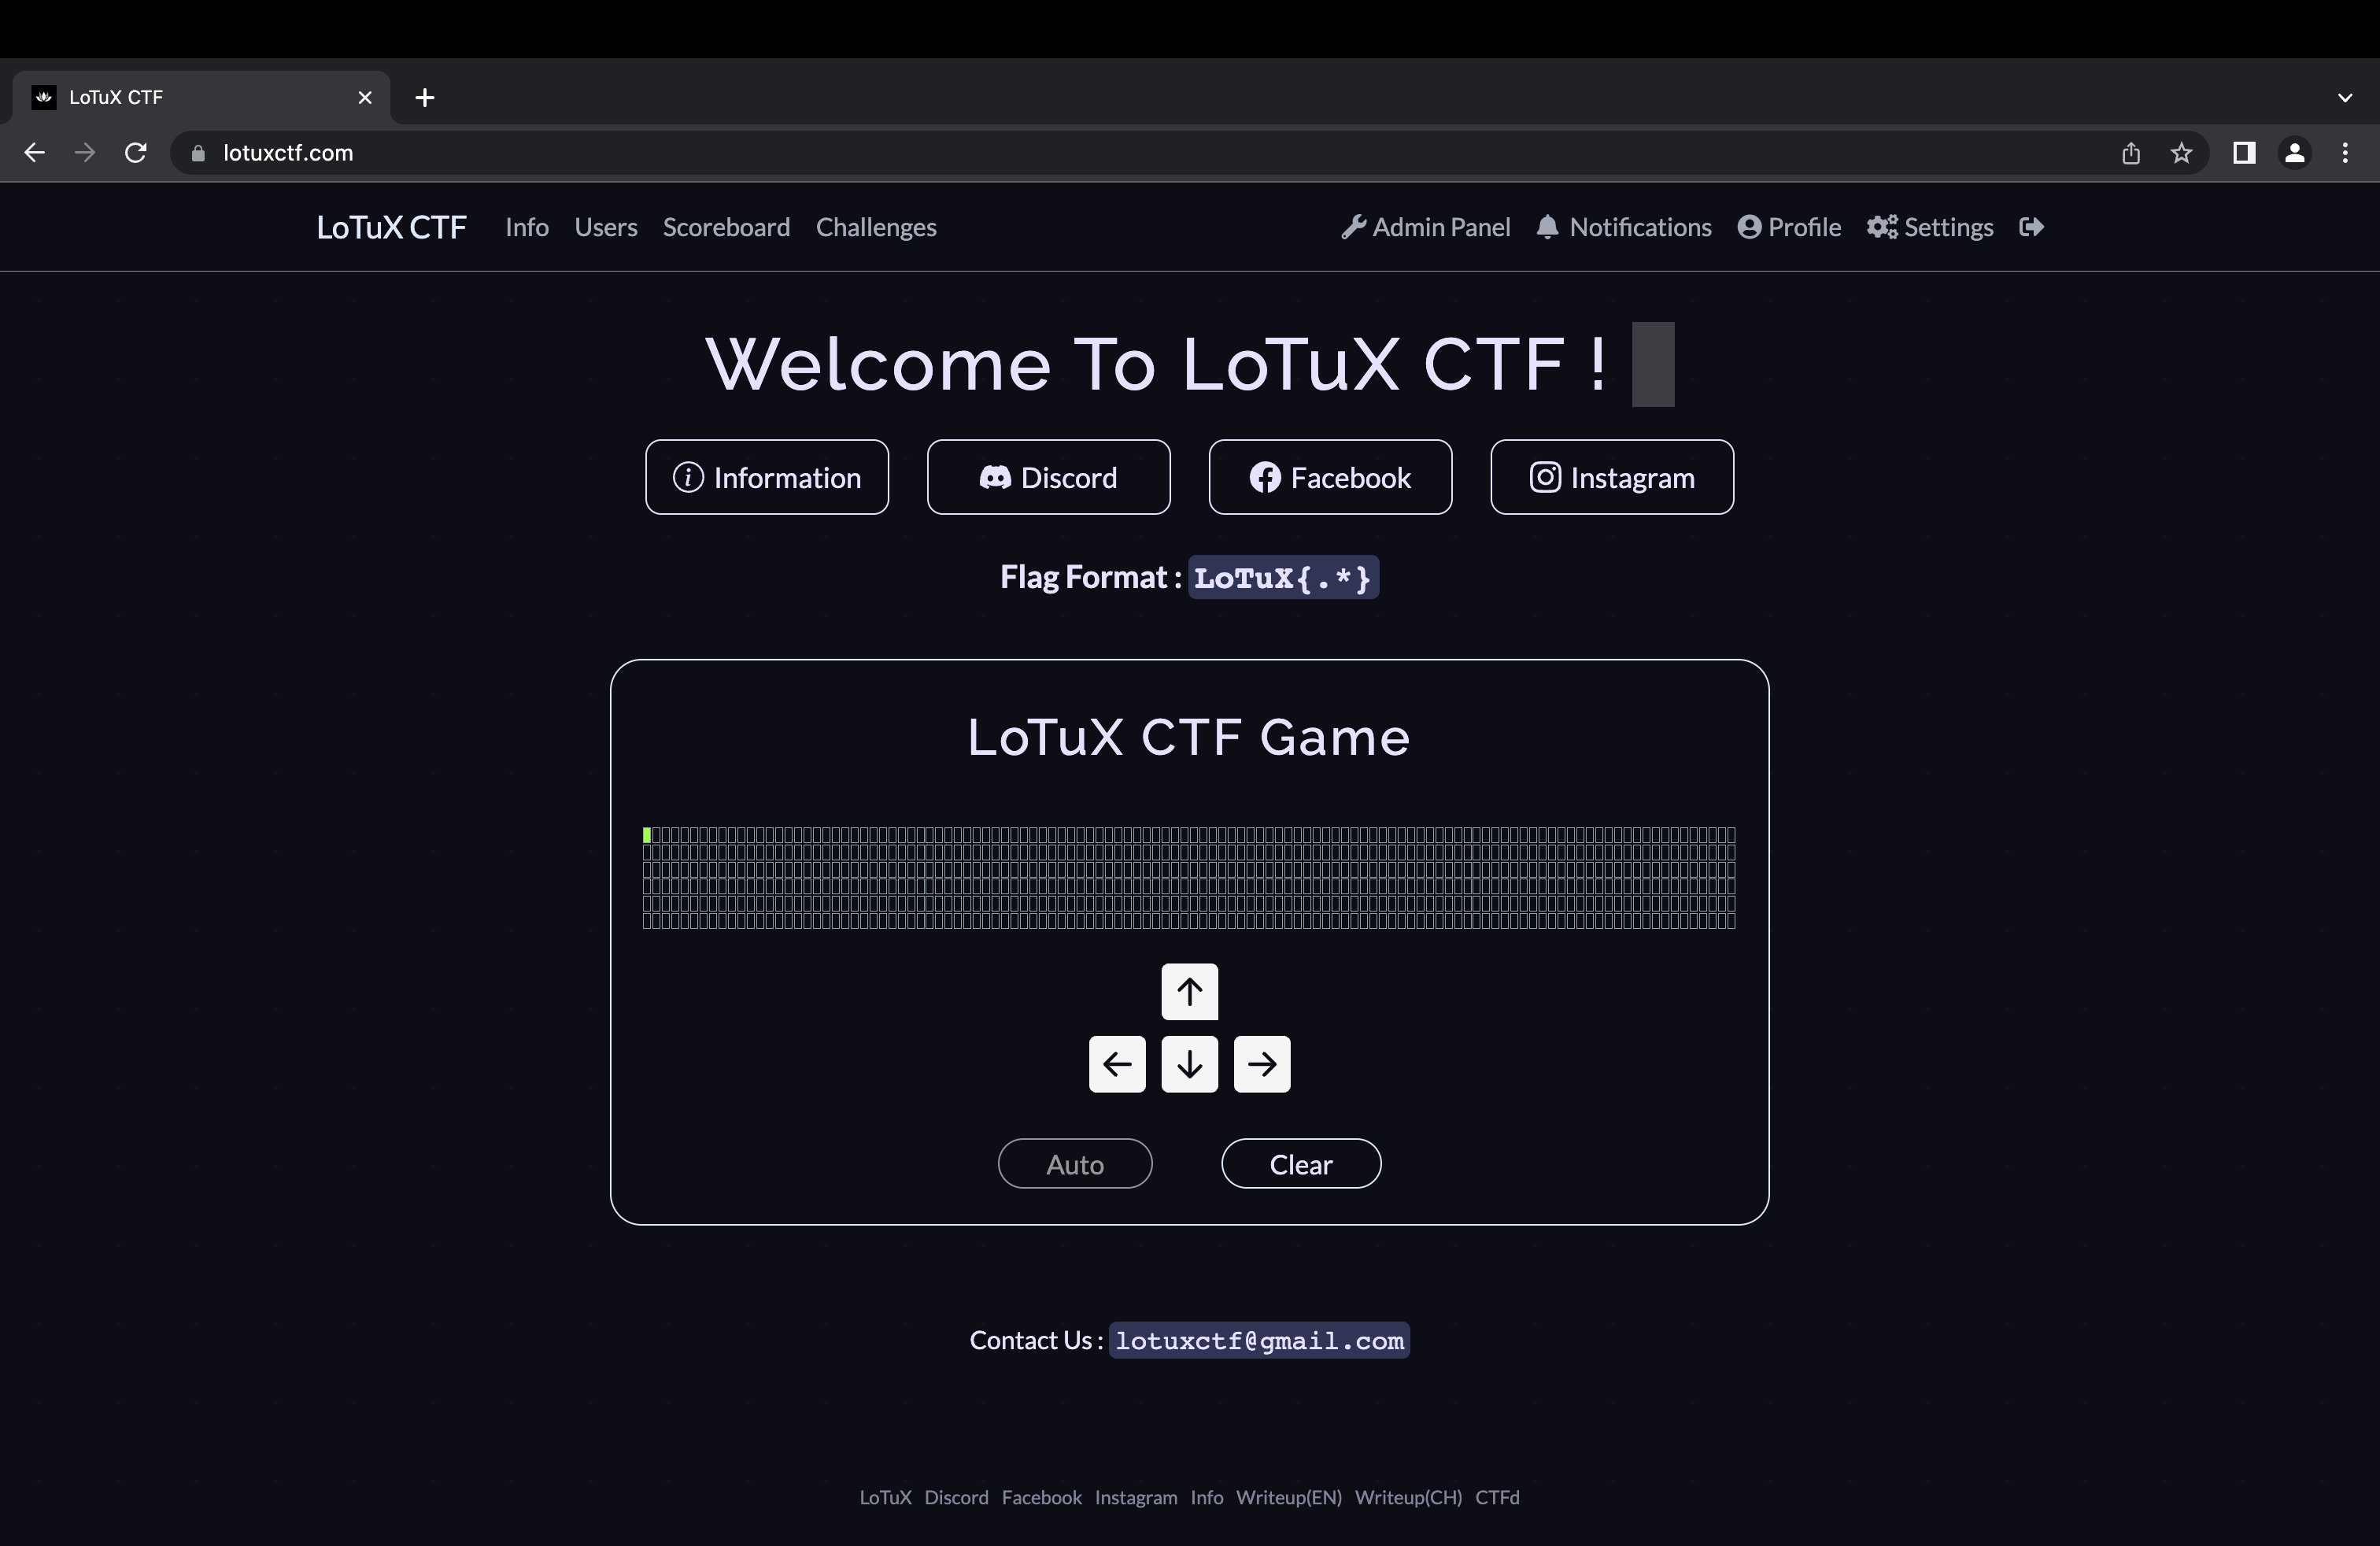 LoTuX CTF
lotuxctf.com
LoTuX CTF Info Users Scoreboard Challenges Admin Panel Notifications Profile Settings
Welcome To LoTuX CTF !
Information Discord Facebook Instagram
Flag Format : LoTuX{.*}
LoTuX CTF Game
Auto Clear
Contact Us : lotuxctf@gmail.com
LoTuX Discord Facebook Instagram Info Writeup(EN) Writeup(CH) CTFd